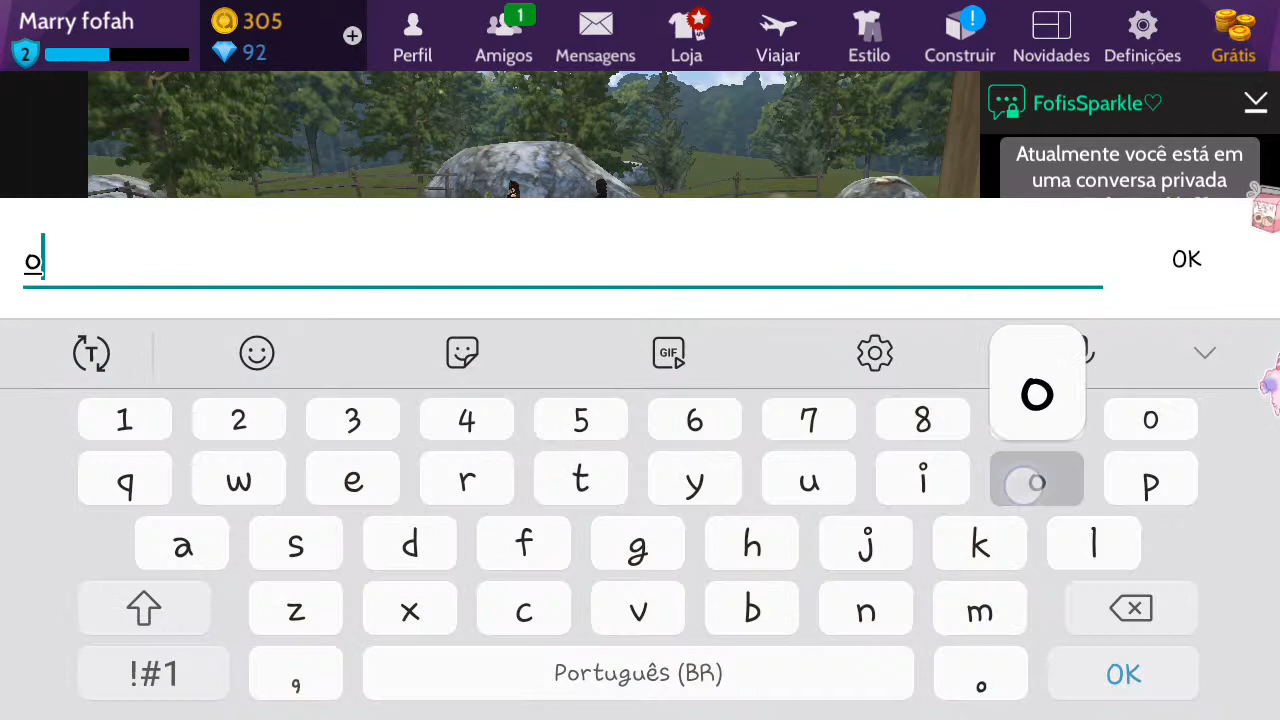 Marry fofah
2
305
92
Perfil
1
Amigos
Mensagens
Loja
Viajar
Estilo
!
Construir
Novidades
Definições
Grátis
FofisSparkle♡
Atualmente você está em
uma conversa privada
o
OK
T
GIF
o
1 2 3 4 5 6 7 8 0
q w e r t y u i o p
a s d f g h j k l
z x c v b n m
!#1 , Português (BR) . OK